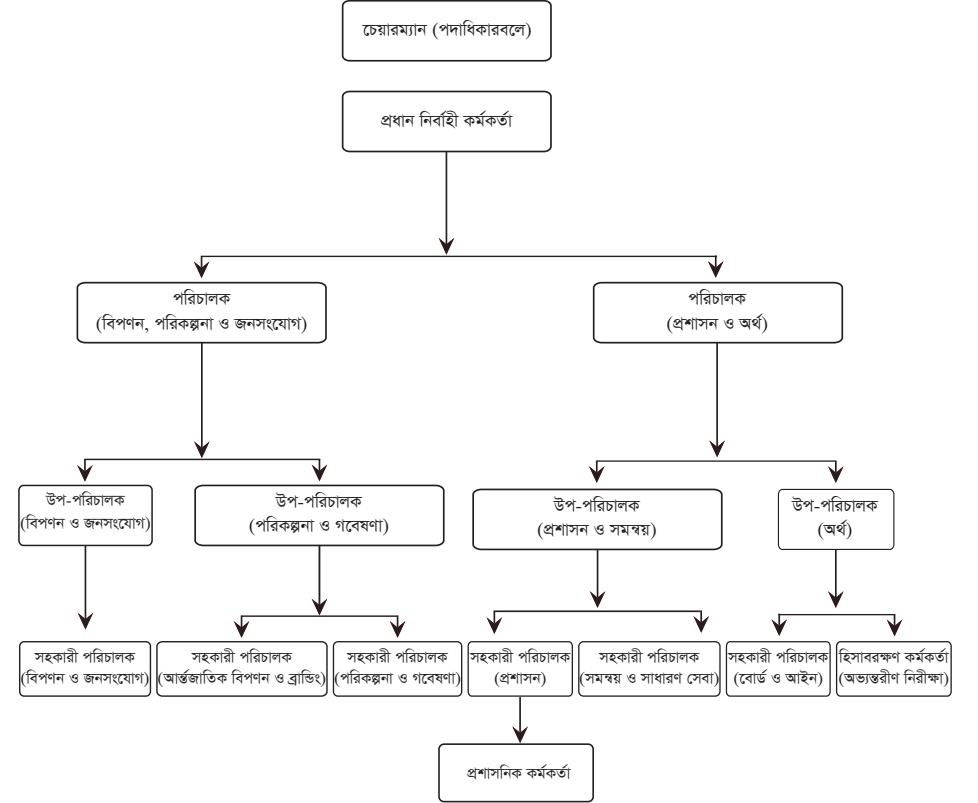 চেয়ারম্যান (পদাধিকারবলে)
প্রধান নির্বাহী কর্মকর্তা
পরিচালক
(বিপণন, পরিকল্পনা ও জনসংযোগ)
পরিচালক
(প্রশাসন ও অর্থ)
উপ-পরিচালক
(বিপণন ও জনসংযোগ)
উপ-পরিচালক
(পরিকল্পনা ও গবেষণা)
উপ-পরিচালক
(প্রশাসন ও সমন্বয়)
উপ-পরিচালক
(অর্থ)
সহকারী পরিচালক
(বিপণন ও জনসংযোগ)
সহকারী পরিচালক
(আর্ন্তজাতিক বিপণন ও ব্রান্ডিং)
সহকারী পরিচালক
(পরিকল্পনা ও গবেষণা)
সহকারী পরিচালক
(প্রশাসন)
সহকারী পরিচালক
(সমন্বয় ও সাধারণ সেবা)
সহকারী পরিচালক
(বোর্ড ও আইন)
হিসাবরক্ষণ কর্মকর্তা
(অভ্যন্তরীণ নিরীক্ষা)
প্রশাসনিক কর্মকর্তা